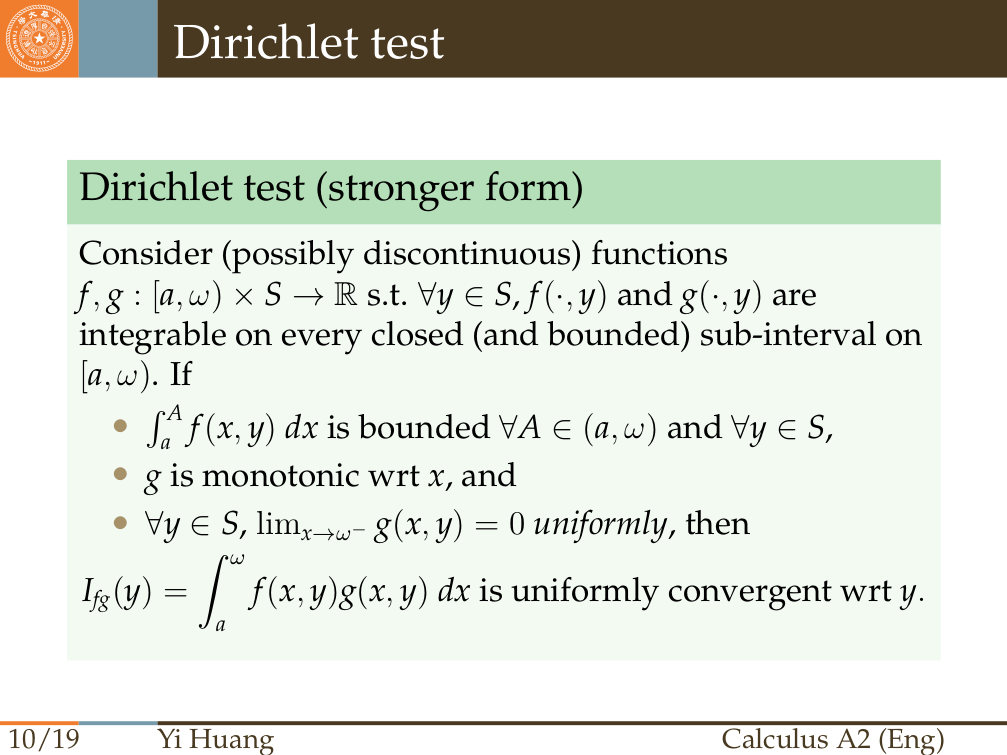 Dirichlet test
Dirichlet test (stronger form)
Consider (possibly discontinuous) functions
f, g : [a, ω) × S → ℝ s.t. ∀y ∈ S, f(·, y) and g(·, y) are
integrable on every closed (and bounded) sub-interval on
[a, ω). If
• ∫_a^A f(x, y) dx is bounded ∀A ∈ (a, ω) and ∀y ∈ S,
• g is monotonic wrt x, and
• ∀y ∈ S, lim_{x→ω⁻} g(x, y) = 0 uniformly, then
I_{fg}(y) = ∫_a^ω f(x, y)g(x, y) dx is uniformly convergent wrt y.
10/19 Yi Huang Calculus A2 (Eng)